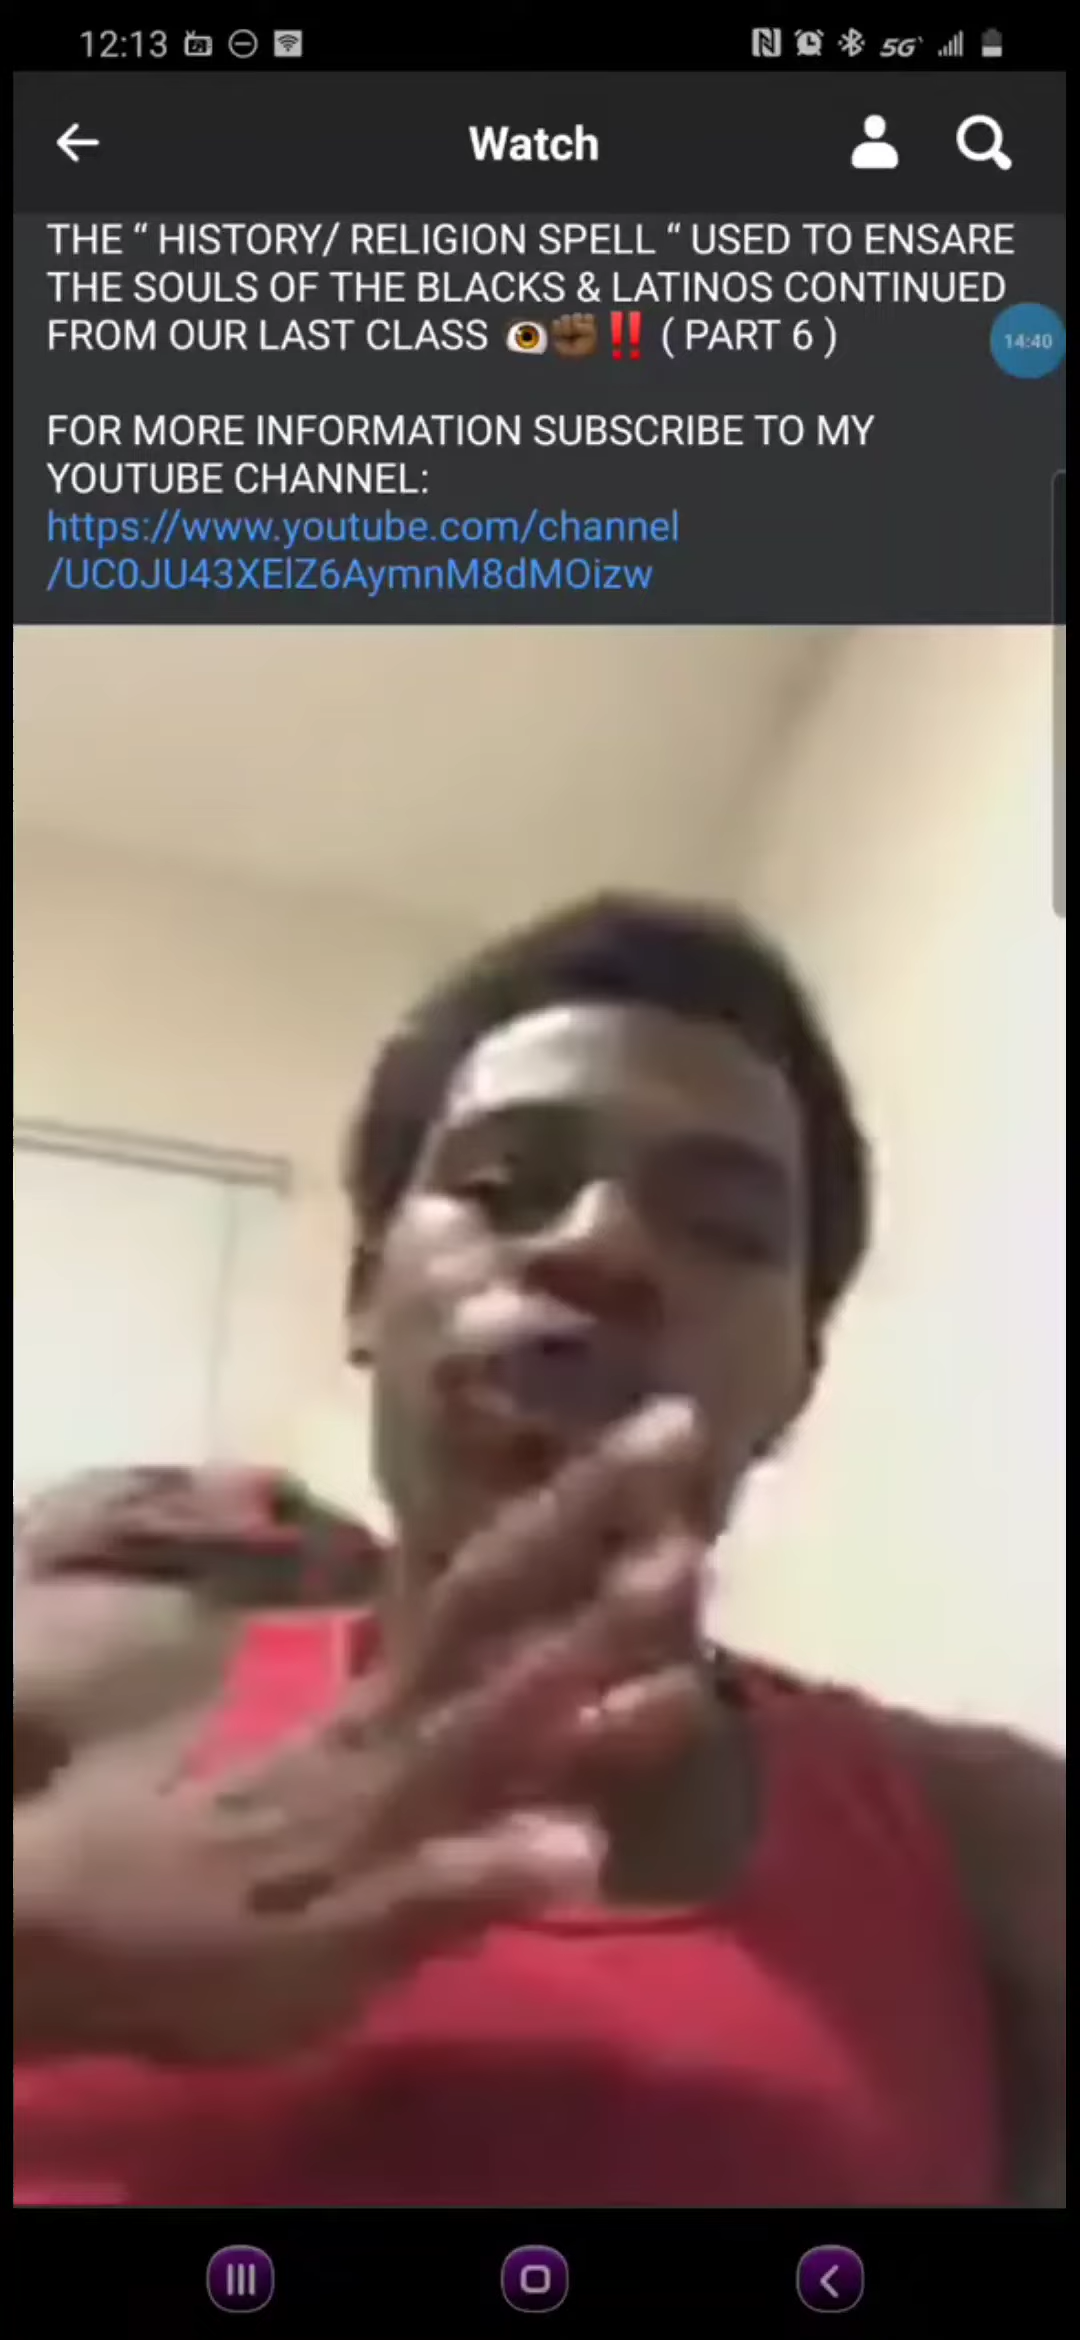 12:13
5G
Watch
THE “ HISTORY/ RELIGION SPELL “ USED TO ENSARE
THE SOULS OF THE BLACKS & LATINOS CONTINUED
FROM OUR LAST CLASS 👁✊🏾‼️ ( PART 6 )
14:40
FOR MORE INFORMATION SUBSCRIBE TO MY
YOUTUBE CHANNEL:
https://www.youtube.com/channel
/UC0JU43XElZ6AymnM8dMOizw